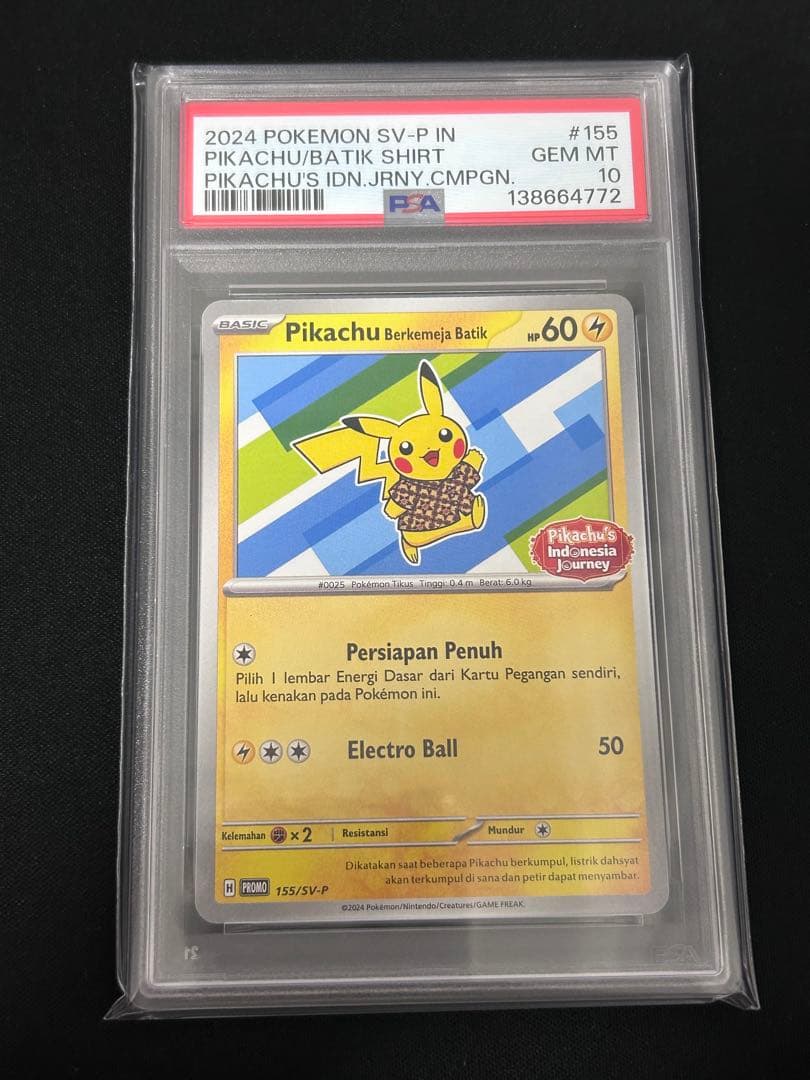 2024 POKEMON SV-P IN #155
PIKACHU/BATIK SHIRT GEM MT
PIKACHU'S IDN.JRNY.CMPGN. 10
PSA 138664772
BASIC Pikachu Berkemeja Batik HP 60
Pikachu's
Indonesia
Journey
#0025 Pokémon Tikus Tinggi: 0.4 m Berat: 6.0 kg
Persiapan Penuh
Pilih 1 lembar Energi Dasar dari Kartu Pegangan sendiri,
lalu kenakan pada Pokémon ini.
Electro Ball 50
Kelemahan ×2 Resistansi Mundur
Dikatakan saat beberapa Pikachu berkumpul, listrik dahsyat
akan terkumpul di sana dan petir dapat menyambar.
H PROMO 155/SV-P
©2024 Pokémon/Nintendo/Creatures/GAME FREAK.